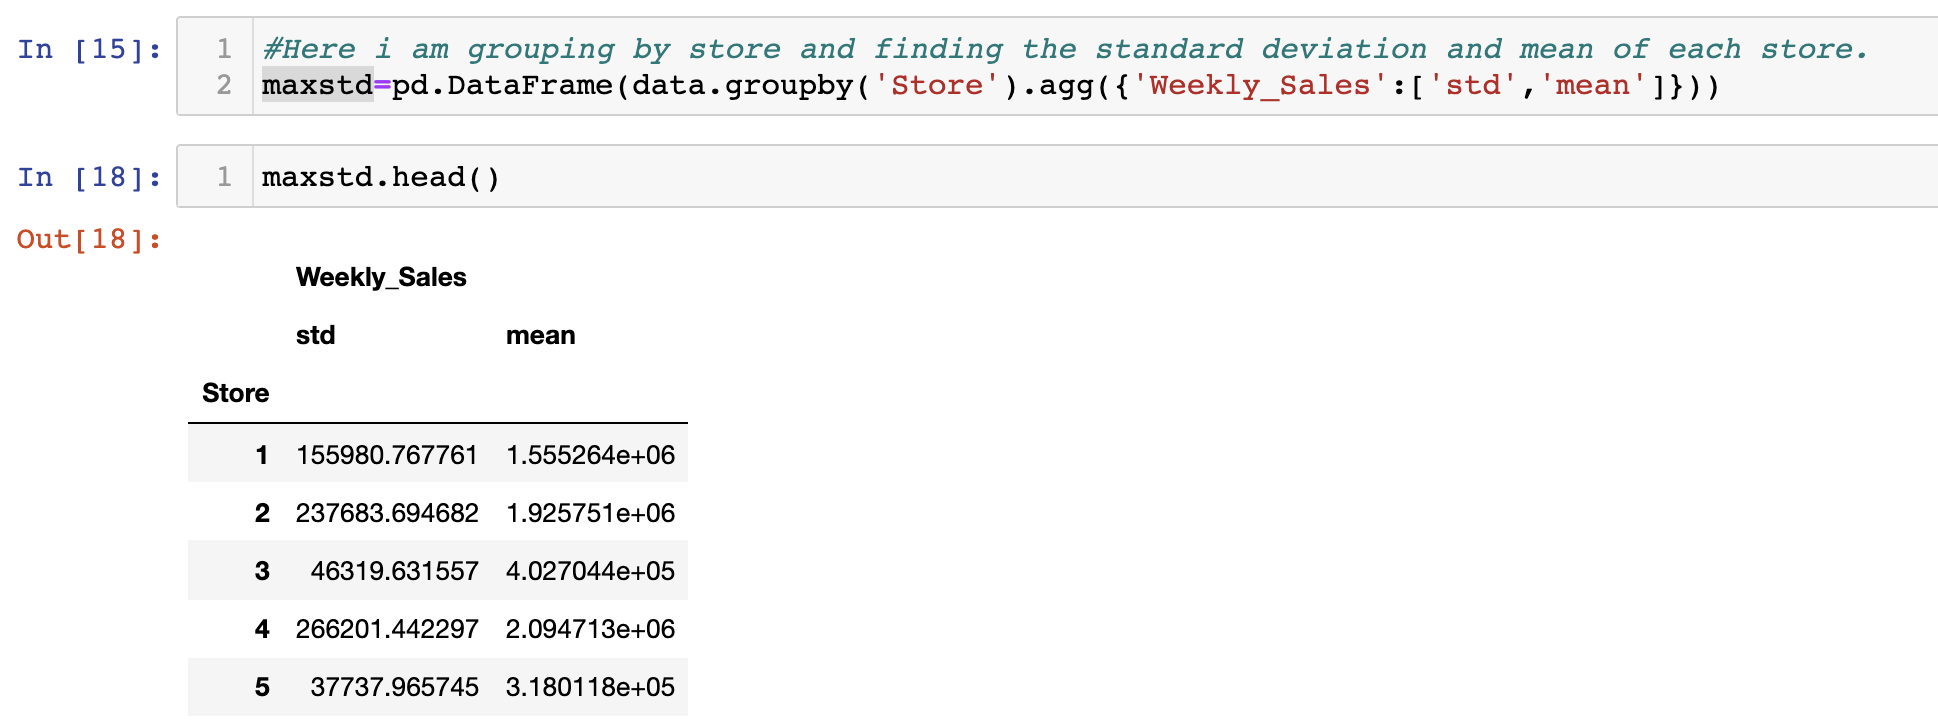 In [15]:
1 #Here i am grouping by store and finding the standard deviation and mean of each store.
2 maxstd=pd.DataFrame(data.groupby('Store').agg({'Weekly_Sales':['std','mean']}))
In [18]:
1 maxstd.head()
Out[18]:
Weekly_Sales
std mean
Store
1 155980.767761 1.555264e+06
2 237683.694682 1.925751e+06
3 46319.631557 4.027044e+05
4 266201.442297 2.094713e+06
5 37737.965745 3.180118e+05